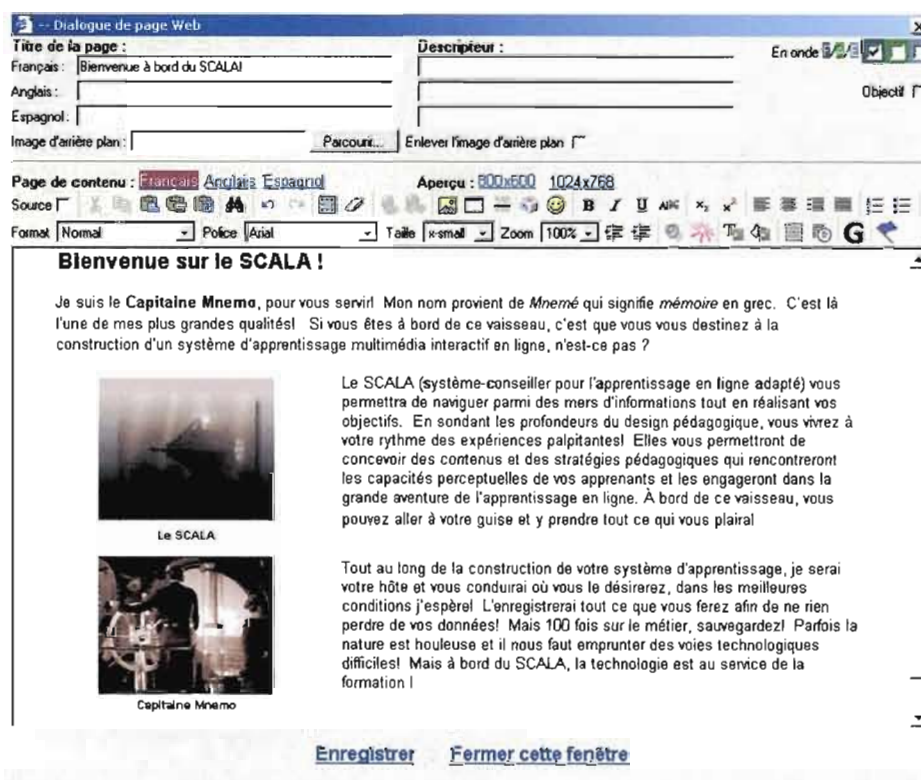 -- Dialogue de page Web
Titre de la page : Descripteur : En onde
Français : Bienvenue à bord du SCALA!
Anglais : Objectif
Espagnol :
Image d'arrière plan : Parcourir... Enlever l'image d'arrière plan
Page de contenu : Français Anglais Espagnol Aperçu : 800x600 1024x768
Source
Format Normal Police Arial Taille x-small Zoom 100%
Bienvenue sur le SCALA !
Je suis le Capitaine Mnemo, pour vous servir! Mon nom provient de Mnemé qui signifie mémoire en grec. C'est là
l'une de mes plus grandes qualités! Si vous êtes à bord de ce vaisseau, c'est que vous vous destinez à la
construction d'un système d'apprentissage multimédia interactif en ligne, n'est-ce pas ?
Le SCALA (système-conseiller pour l'apprentissage en ligne adapté) vous
permettra de naviguer parmi des mers d'informations tout en réalisant vos
objectifs. En sondant les profondeurs du design pédagogique, vous vivrez à
votre rythme des expériences palpitantes! Elles vous permettront de
concevoir des contenus et des stratégies pédagogiques qui rencontreront
les capacités perceptuelles de vos apprenants et les engageront dans la
grande aventure de l'apprentissage en ligne. À bord de ce vaisseau, vous
pouvez aller à votre guise et y prendre tout ce qui vous plaira!
Le SCALA
Tout au long de la construction de votre système d'apprentissage, je serai
votre hôte et vous conduirai où vous le désirerez, dans les meilleures
conditions j'espère! L'enregistrerai tout ce que vous ferez afin de ne rien
perdre de vos données! Mais 100 fois sur le métier, sauvegardez! Parfois la
nature est houleuse et il nous faut emprunter des voies technologiques
difficiles! Mais à bord du SCALA, la technologie est au service de la
formation !
Capitaine Mnemo
Enregistrer Fermer cette fenêtre